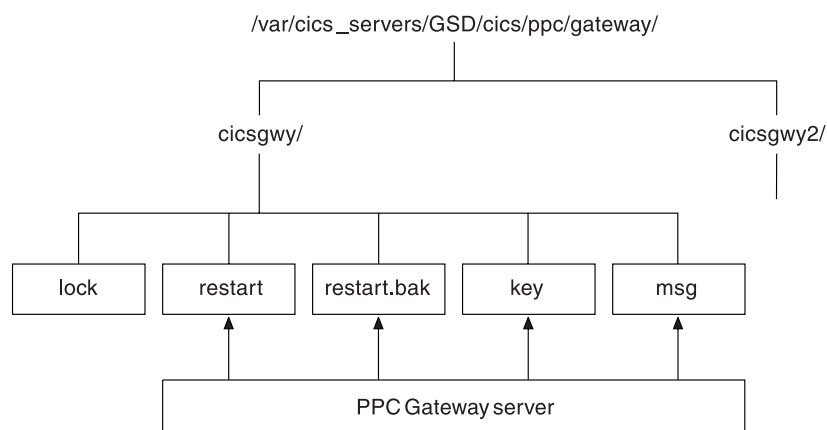 /var/cics_servers/GSD/cics/ppc/gateway/
cicsgwy/
cicsgwy2/
lock
restart
restart.bak
key
msg
PPC Gateway server